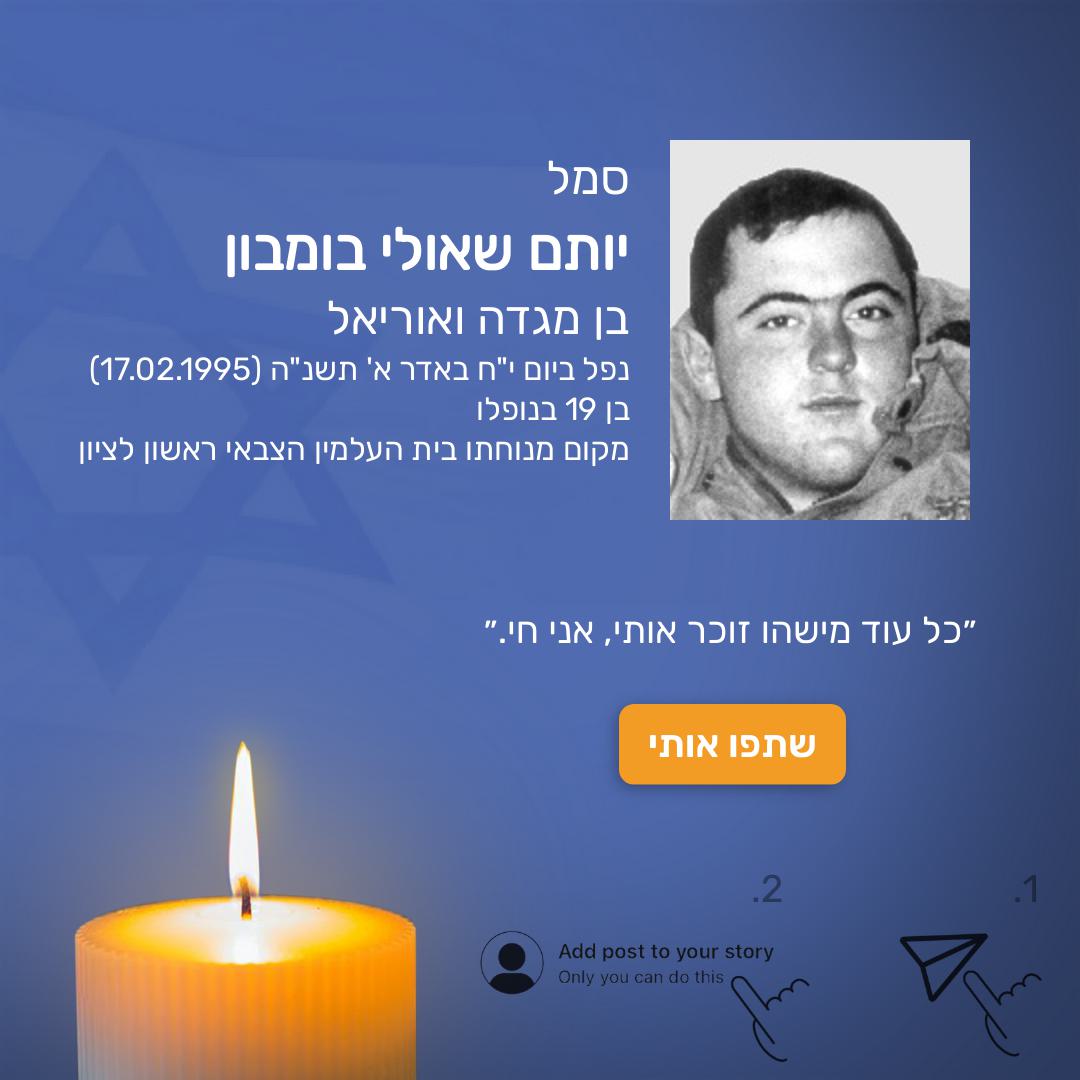 סמל
יותם שאולי בומבון
בן מגדה ואוריאל
נפל ביום י"ח באדר א' תשנ"ה (17.02.1995)
בן 19 בנופלו
מקום מנוחתו בית העלמין הצבאי ראשון לציון
״כל עוד מישהו זוכר אותי, אני חי.״
שתפו אותי
1.
2.
Add post to your story
Only you can do this